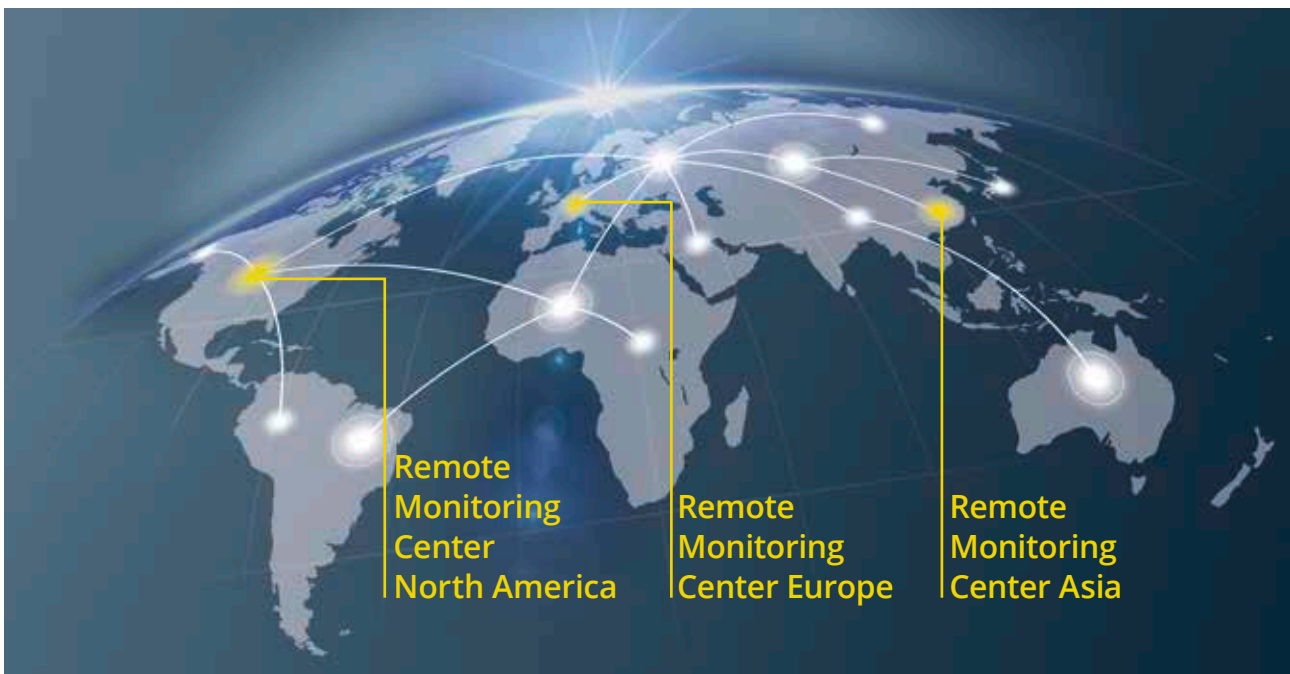 Remote
Monitoring
Center
North America
Remote
Monitoring
Center Europe
Remote
Monitoring
Center Asia